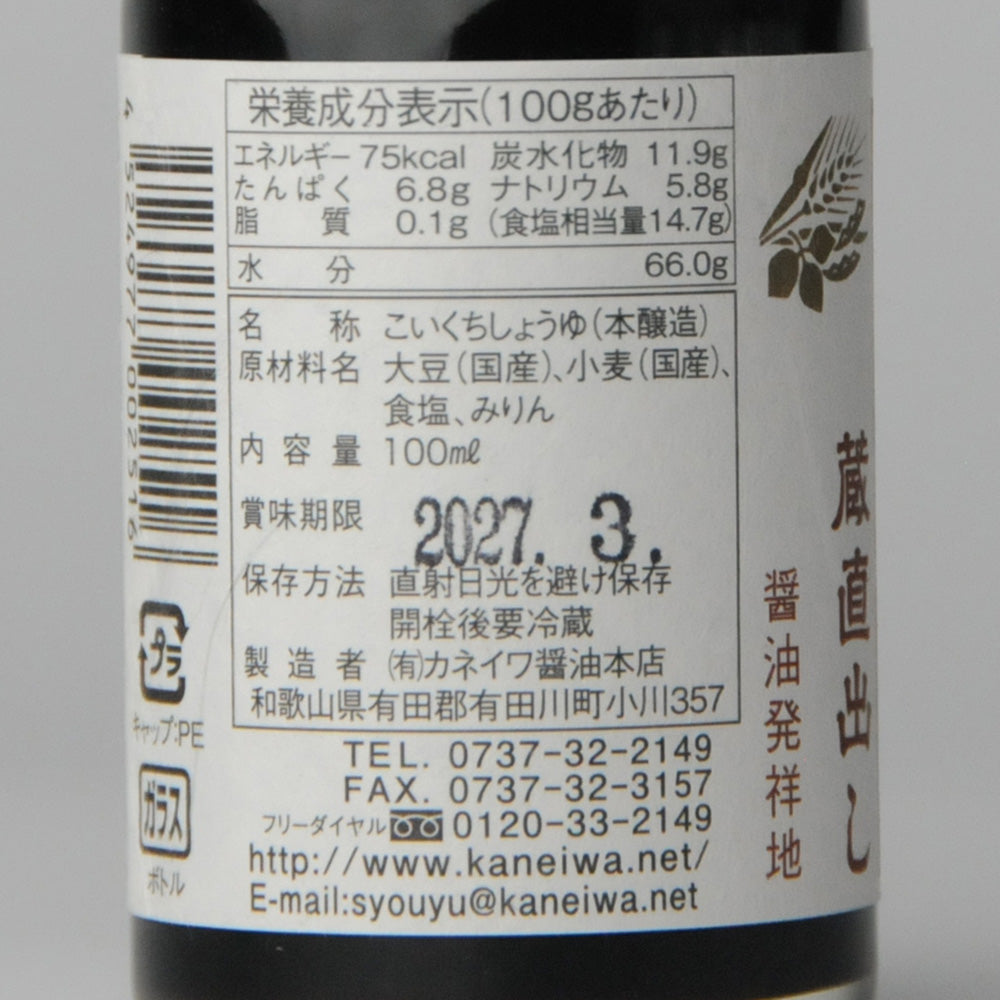 栄養成分表示(100gあたり)
エネルギー 75kcal 炭水化物 11.9g
たんぱく 6.8g ナトリウム 5.8g
脂質 0.1g (食塩相当量14.7g)
水分 66.0g
名称 こいくちしょうゆ(本醸造)
原材料名 大豆(国産)、小麦(国産)、
食塩、みりん
内容量 100㎖
賞味期限 2027. 3.
保存方法 直射日光を避け保存
開栓後要冷蔵
製造者 ㈲カネイワ醤油本店
和歌山県有田郡有田川町小川357
TEL. 0737-32-2149
FAX. 0737-32-3157
フリーダイヤル 0120-33-2149
http://www.kaneiwa.net/
E-mail:syouyu@kaneiwa.net
4 524977 002516
プラ
キャップ:PE
ガラス
ボトル
蔵直出し
醤油発祥地